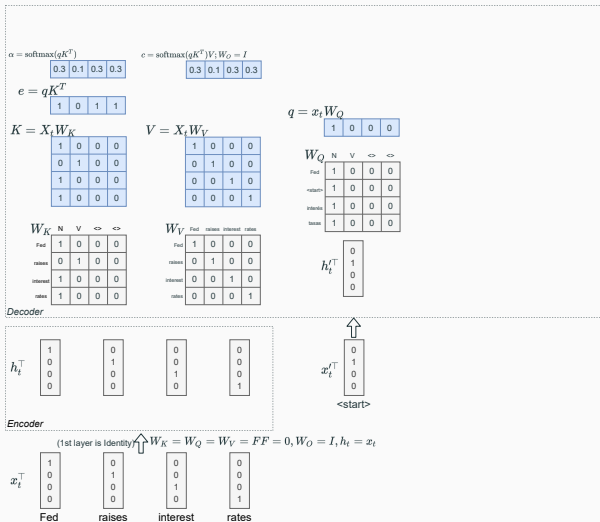 α = softmax(qK^T)
c = softmax(qK^T)V; W_O = I
0.3 0.1 0.3 0.3
0.3 0.1 0.3 0.3
e = qK^T
1 0 1 1
q = x_t W_Q
1 0 0 0
K = X_t W_K
1 0 0 0
0 1 0 0
1 0 0 0
1 0 0 0
V = X_t W_V
1 0 0 0
0 1 0 0
0 0 1 0
0 0 0 1
W_Q N V <> <>
Fed 1 0 0 0
<start> 1 0 0 0
interés 1 0 0 0
tasas 1 0 0 0
W_K N V <> <>
Fed 1 0 0 0
raises 0 1 0 0
interest 1 0 0 0
rates 1 0 0 0
W_V Fed raises interest rates
Fed 1 0 0 0
raises 0 1 0 0
interest 0 0 1 0
rates 0 0 0 1
h′_t^⊤
0
1
0
0
Decoder
h_t^⊤
1 0 0 0
0 1 0 0
0 0 1 0
0 0 0 1
x′_t^⊤
0
1
0
0
<start>
Encoder
(1st layer is Identity) W_K = W_Q = W_V = FF = 0, W_O = I, h_t = x_t
x_t^⊤
1 0 0 0
0 1 0 0
0 0 1 0
0 0 0 1
Fed raises interest rates